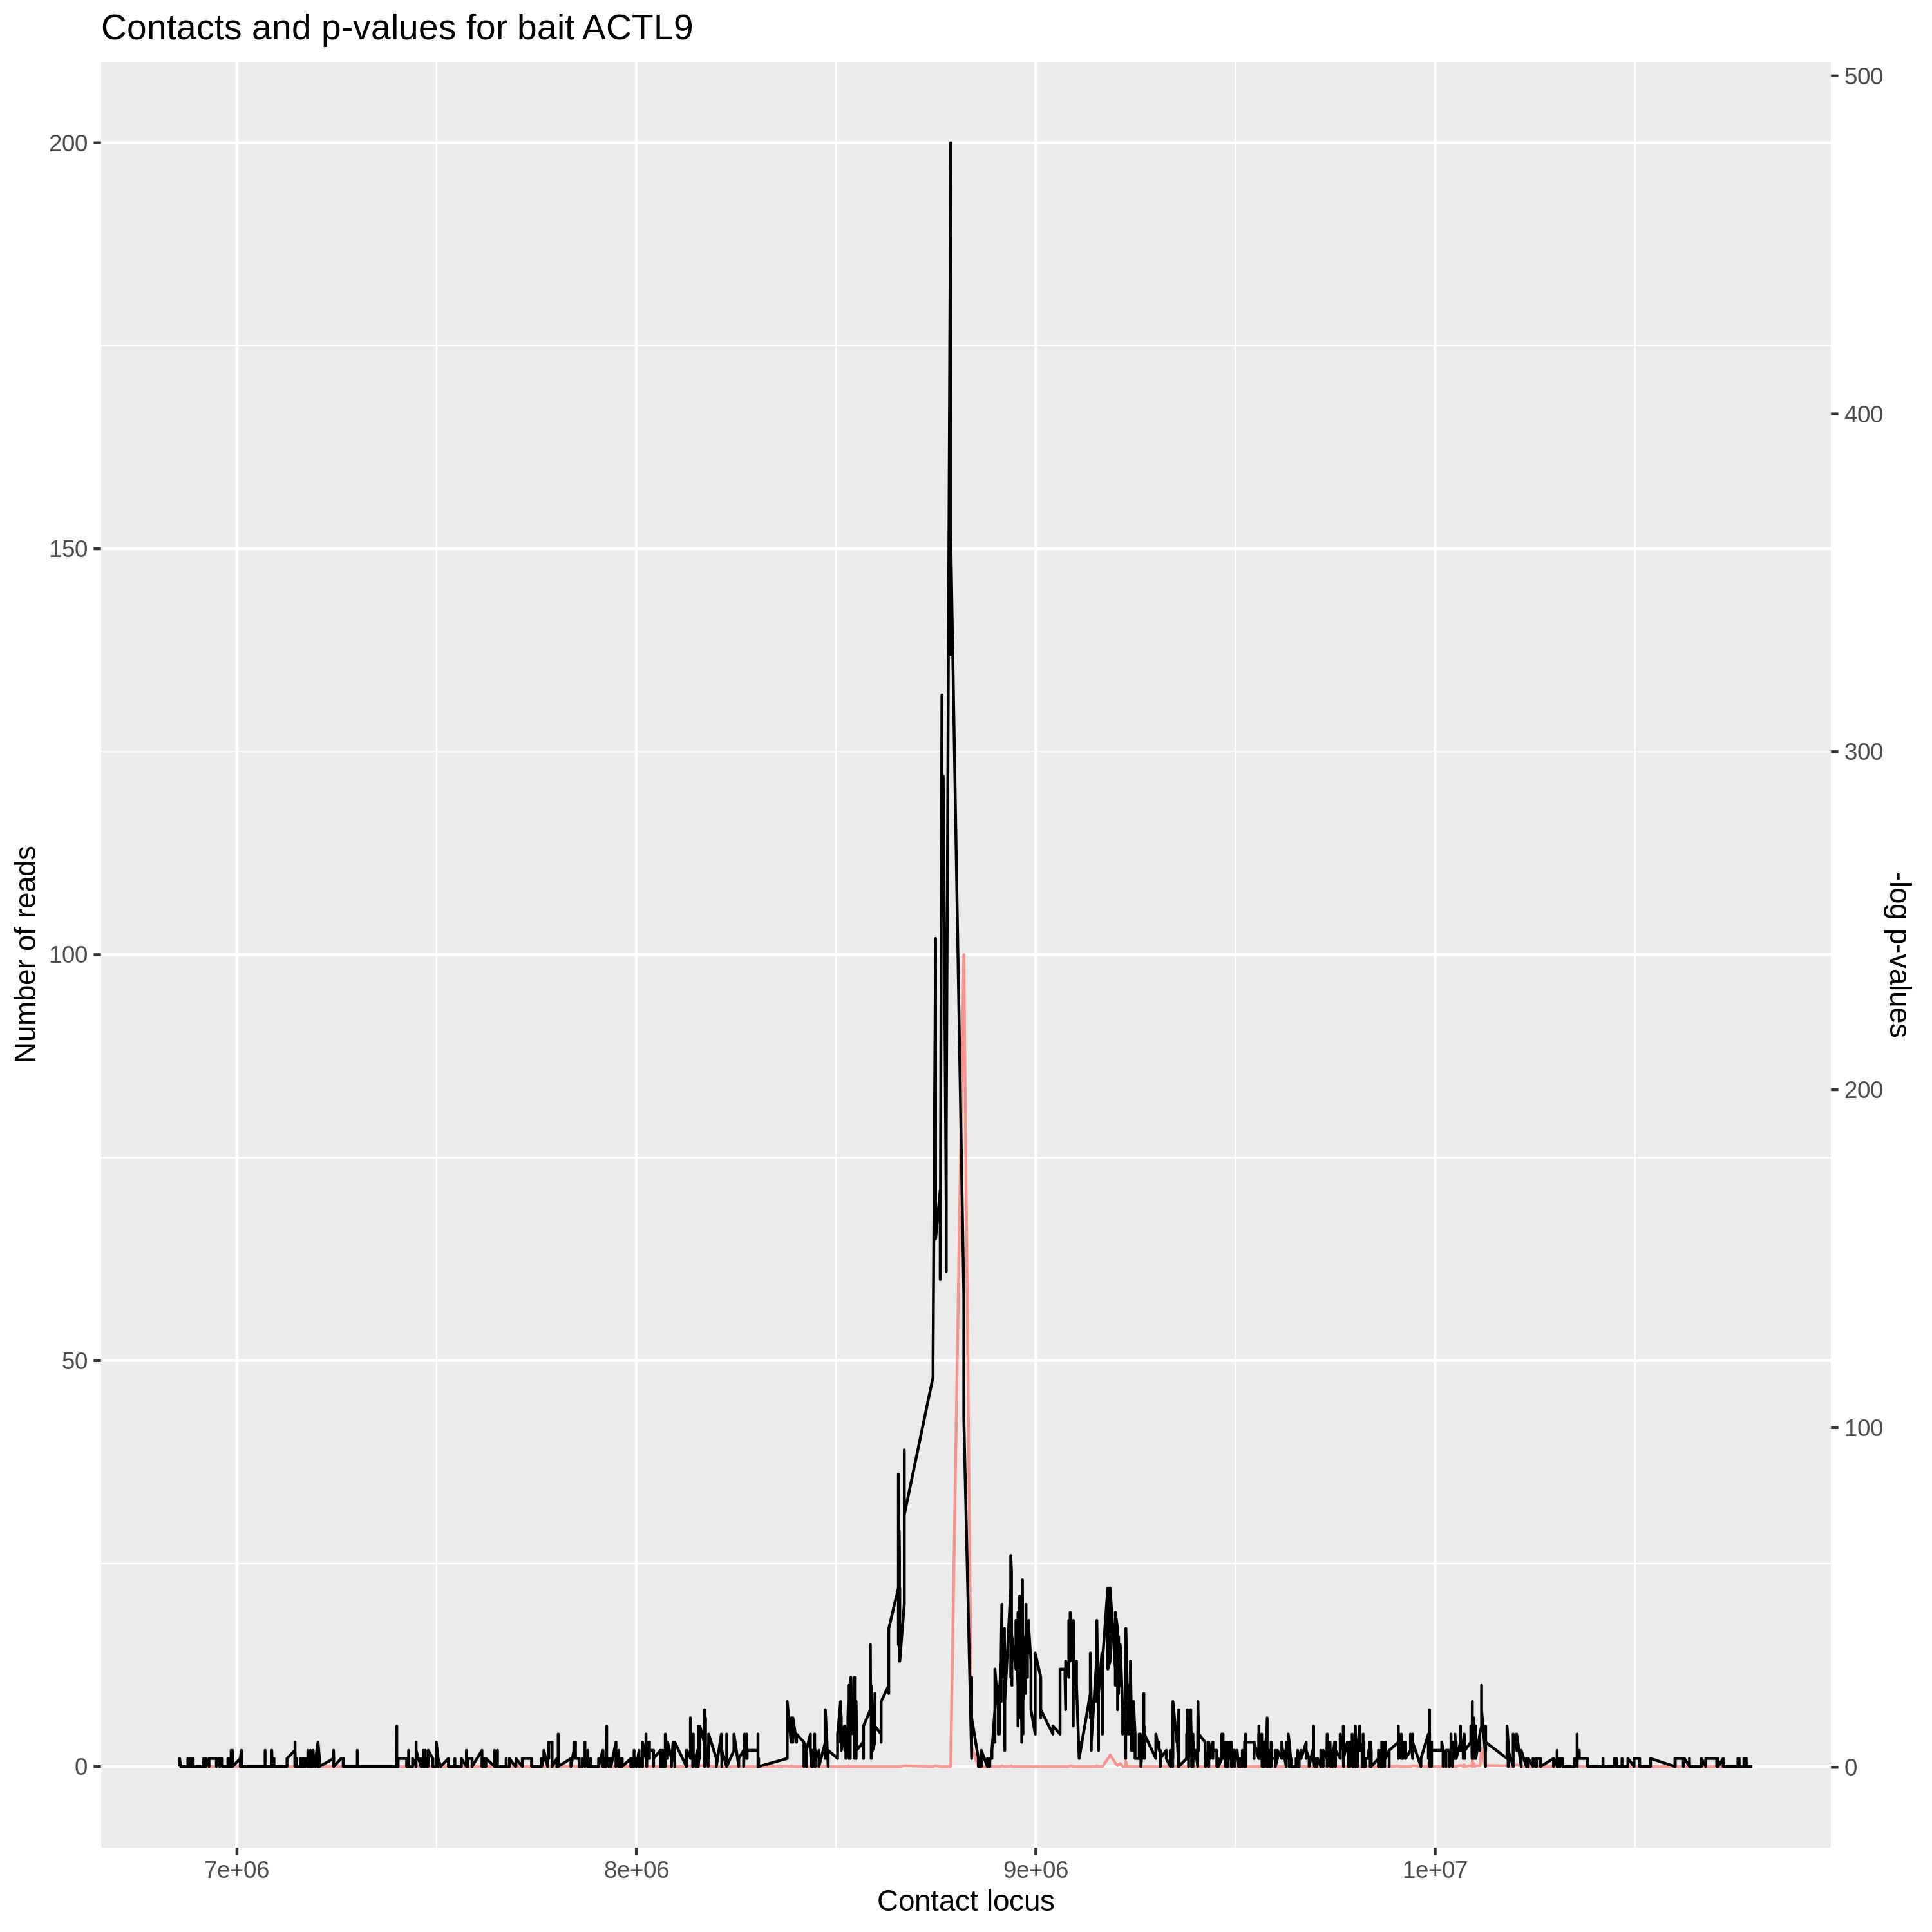 Contacts and p-values for bait ACTL9
200
150
100
50
0
Number of reads
500
400
300
200
100
0
-log p-values
7e+06
8e+06
9e+06
1e+07
Contact locus